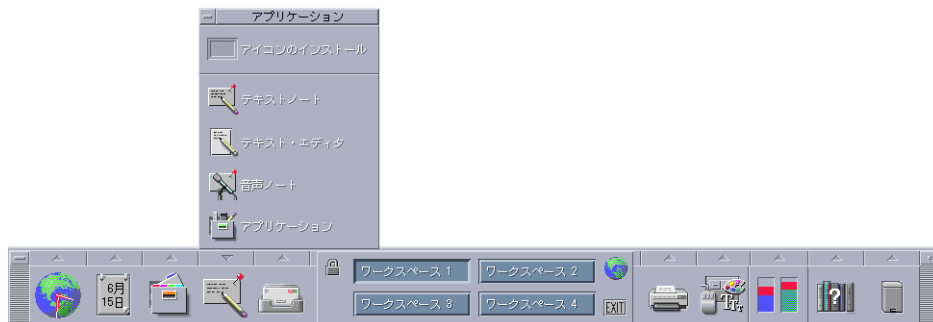 アプリケーション
アイコンのインストール
テキストノート
テキスト・エディタ
音声ノート
アプリケーション
6月
15日
ワークスペース 1
ワークスペース 2
ワークスペース 3
ワークスペース 4
EXIT
?